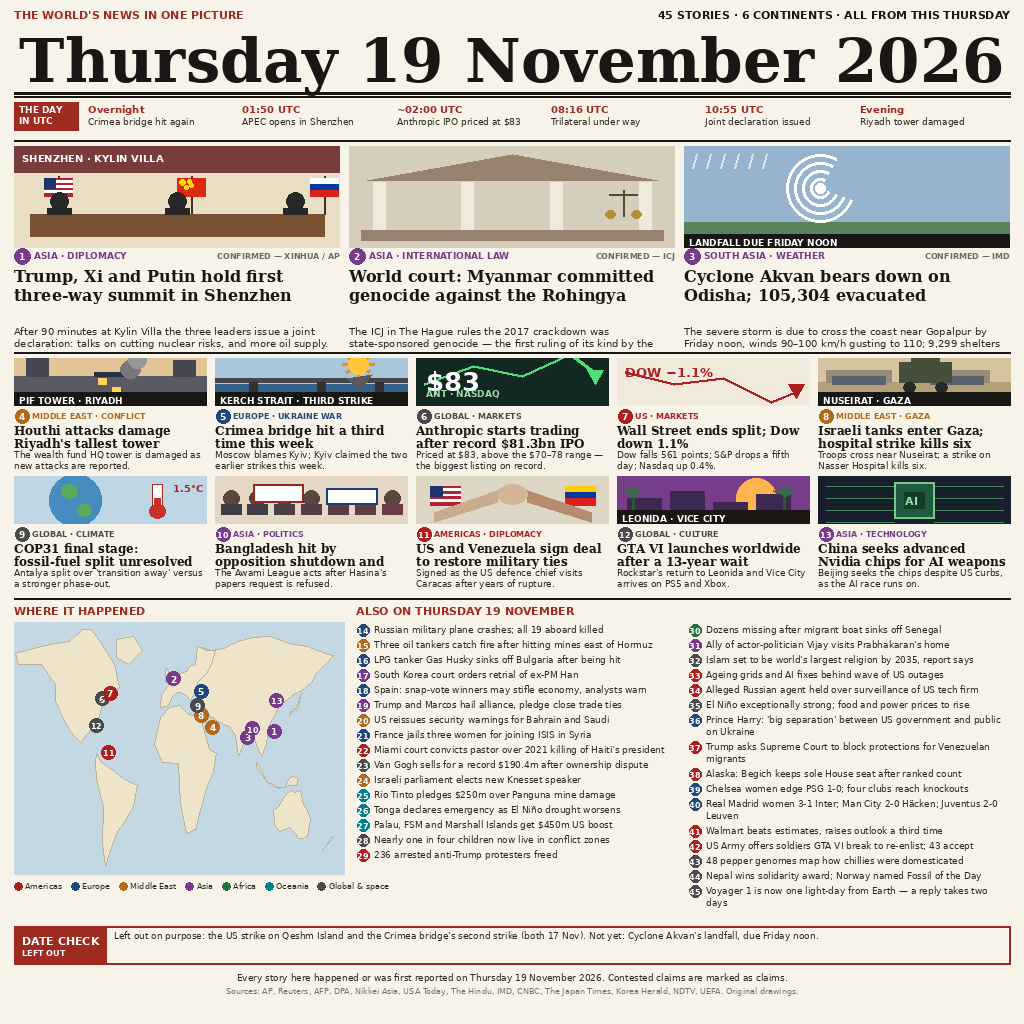 THE WORLD'S NEWS IN ONE PICTURE
45 STORIES · 6 CONTINENTS · ALL FROM THIS THURSDAY
Thursday 19 November 2026
THE DAY
IN UTC
Overnight
Crimea bridge hit again
01:50 UTC
APEC opens in Shenzhen
~02:00 UTC
Anthropic IPO priced at $83
08:16 UTC
Trilateral under way
10:55 UTC
Joint declaration issued
Evening
Riyadh tower damaged
SHENZHEN · KYLIN VILLA
1 ASIA · DIPLOMACY
CONFIRMED — XINHUA / AP
Trump, Xi and Putin hold first
three-way summit in Shenzhen
After 90 minutes at Kylin Villa the three leaders issue a joint
declaration: talks on cutting nuclear risks, and more oil supply.
2 ASIA · INTERNATIONAL LAW
CONFIRMED — ICJ
World court: Myanmar committed
genocide against the Rohingya
The ICJ in The Hague rules the 2017 crackdown was
state-sponsored genocide — the first ruling of its kind by the
LANDFALL DUE FRIDAY NOON
3 SOUTH ASIA · WEATHER
CONFIRMED — IMD
Cyclone Akvan bears down on
Odisha; 105,304 evacuated
The severe storm is due to cross the coast near Gopalpur by
Friday noon, winds 90–100 km/h gusting to 110; 9,299 shelters
PIF TOWER · RIYADH
4 MIDDLE EAST · CONFLICT
Houthi attacks damage
Riyadh's tallest tower
The wealth fund HQ tower is damaged as
new attacks are reported.
KERCH STRAIT · THIRD STRIKE
5 EUROPE · UKRAINE WAR
Crimea bridge hit a third
time this week
Moscow blames Kyiv; Kyiv claimed the two
earlier strikes this week.
$83
ANT · NASDAQ
6 GLOBAL · MARKETS
Anthropic starts trading
after record $81.3bn IPO
Priced at $83, above the $70–78 range —
the biggest listing on record.
DOW −1.1%
7 US · MARKETS
Wall Street ends split; Dow
down 1.1%
Dow falls 561 points; S&P drops a fifth
day; Nasdaq up 0.4%.
NUSEIRAT · GAZA
8 MIDDLE EAST · GAZA
Israeli tanks enter Gaza;
hospital strike kills six
Troops cross near Nuseirat; a strike on
Nasser Hospital kills six.
1.5°C
9 GLOBAL · CLIMATE
COP31 final stage:
fossil-fuel split unresolved
Antalya split over 'transition away' versus
a stronger phase-out.
10 ASIA · POLITICS
Bangladesh hit by
opposition shutdown and
The Awami League acts after Hasina's
papers request is refused.
11 AMERICAS · DIPLOMACY
US and Venezuela sign deal
to restore military ties
Signed as the US defence chief visits
Caracas after years of rupture.
LEONIDA · VICE CITY
12 GLOBAL · CULTURE
GTA VI launches worldwide
after a 13-year wait
Rockstar's return to Leonida and Vice City
arrives on PS5 and Xbox.
AI
13 ASIA · TECHNOLOGY
China seeks advanced
Nvidia chips for AI weapons
Beijing seeks the chips despite US curbs,
as the AI race runs on.
WHERE IT HAPPENED
2
5
6
7
9
8
4
12
11
13
10
3
1
Americas
Europe
Middle East
Asia
Africa
Oceania
Global & space
ALSO ON THURSDAY 19 NOVEMBER
14 Russian military plane crashes; all 19 aboard killed
15 Three oil tankers catch fire after hitting mines east of Hormuz
16 LPG tanker Gas Husky sinks off Bulgaria after being hit
17 South Korea court orders retrial of ex-PM Han
18 Spain: snap-vote winners may stifle economy, analysts warn
19 Trump and Marcos hail alliance, pledge close trade ties
20 US reissues security warnings for Bahrain and Saudi
21 France jails three women for joining ISIS in Syria
22 Miami court convicts pastor over 2021 killing of Haiti's president
23 Van Gogh sells for a record $190.4m after ownership dispute
24 Israeli parliament elects new Knesset speaker
25 Rio Tinto pledges $250m over Panguna mine damage
26 Tonga declares emergency as El Niño drought worsens
27 Palau, FSM and Marshall Islands get $450m US boost
28 Nearly one in four children now live in conflict zones
29 236 arrested anti-Trump protesters freed
30 Dozens missing after migrant boat sinks off Senegal
31 Ally of actor-politician Vijay visits Prabhakaran's home
32 Islam set to be world's largest religion by 2035, report says
33 Ageing grids and AI fixes behind wave of US outages
34 Alleged Russian agent held over surveillance of US tech firm
35 El Niño exceptionally strong; food and power prices to rise
36 Prince Harry: 'big separation' between US government and public
on Ukraine
37 Trump asks Supreme Court to block protections for Venezuelan
migrants
38 Alaska: Begich keeps sole House seat after ranked count
39 Chelsea women edge PSG 1-0; four clubs reach knockouts
40 Real Madrid women 3-1 Inter; Man City 2-0 Häcken; Juventus 2-0
Leuven
41 Walmart beats estimates, raises outlook a third time
42 US Army offers soldiers GTA VI break to re-enlist; 43 accept
43 48 pepper genomes map how chillies were domesticated
44 Nepal wins solidarity award; Norway named Fossil of the Day
45 Voyager 1 is now one light-day from Earth — a reply takes two
days
DATE CHECK
LEFT OUT
Left out on purpose: the US strike on Qeshm Island and the Crimea bridge's second strike (both 17 Nov). Not yet: Cyclone Akvan's landfall, due Friday noon.
Every story here happened or was first reported on Thursday 19 November 2026. Contested claims are marked as claims.
Sources: AP, Reuters, AFP, DPA, Nikkei Asia, USA Today, The Hindu, IMD, CNBC, The Japan Times, Korea Herald, NDTV, UEFA. Original drawings.